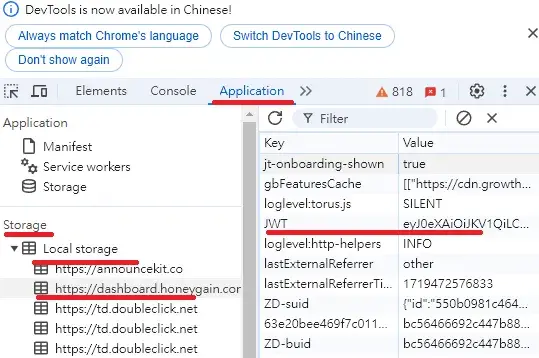 DevTools is now available in Chinese!
Always match Chrome's language
Switch DevTools to Chinese
Don't show again
Elements
Console
Application
818
1
Application
Manifest
Service workers
Storage
Storage
Local storage
https://announcekit.co
https://dashboard.honeygain.com
https://td.doubleclick.net
https://td.doubleclick.net
https://td.doubleclick.net
Filter
Key Value
jt-onboarding-shown true
gbFeaturesCache [["https://cdn.growth...
loglevel:torus.js SILENT
JWT eyJ0eXAiOiJKV1QiLC...
loglevel:http-helpers INFO
lastExternalReferrer other
lastExternalReferrerTi... 1719472576833
ZD-suid {"id":"550b0981c464...
63e20bee469f7c011... bc56466692c447b88...
ZD-buid bc56466692c447b88...